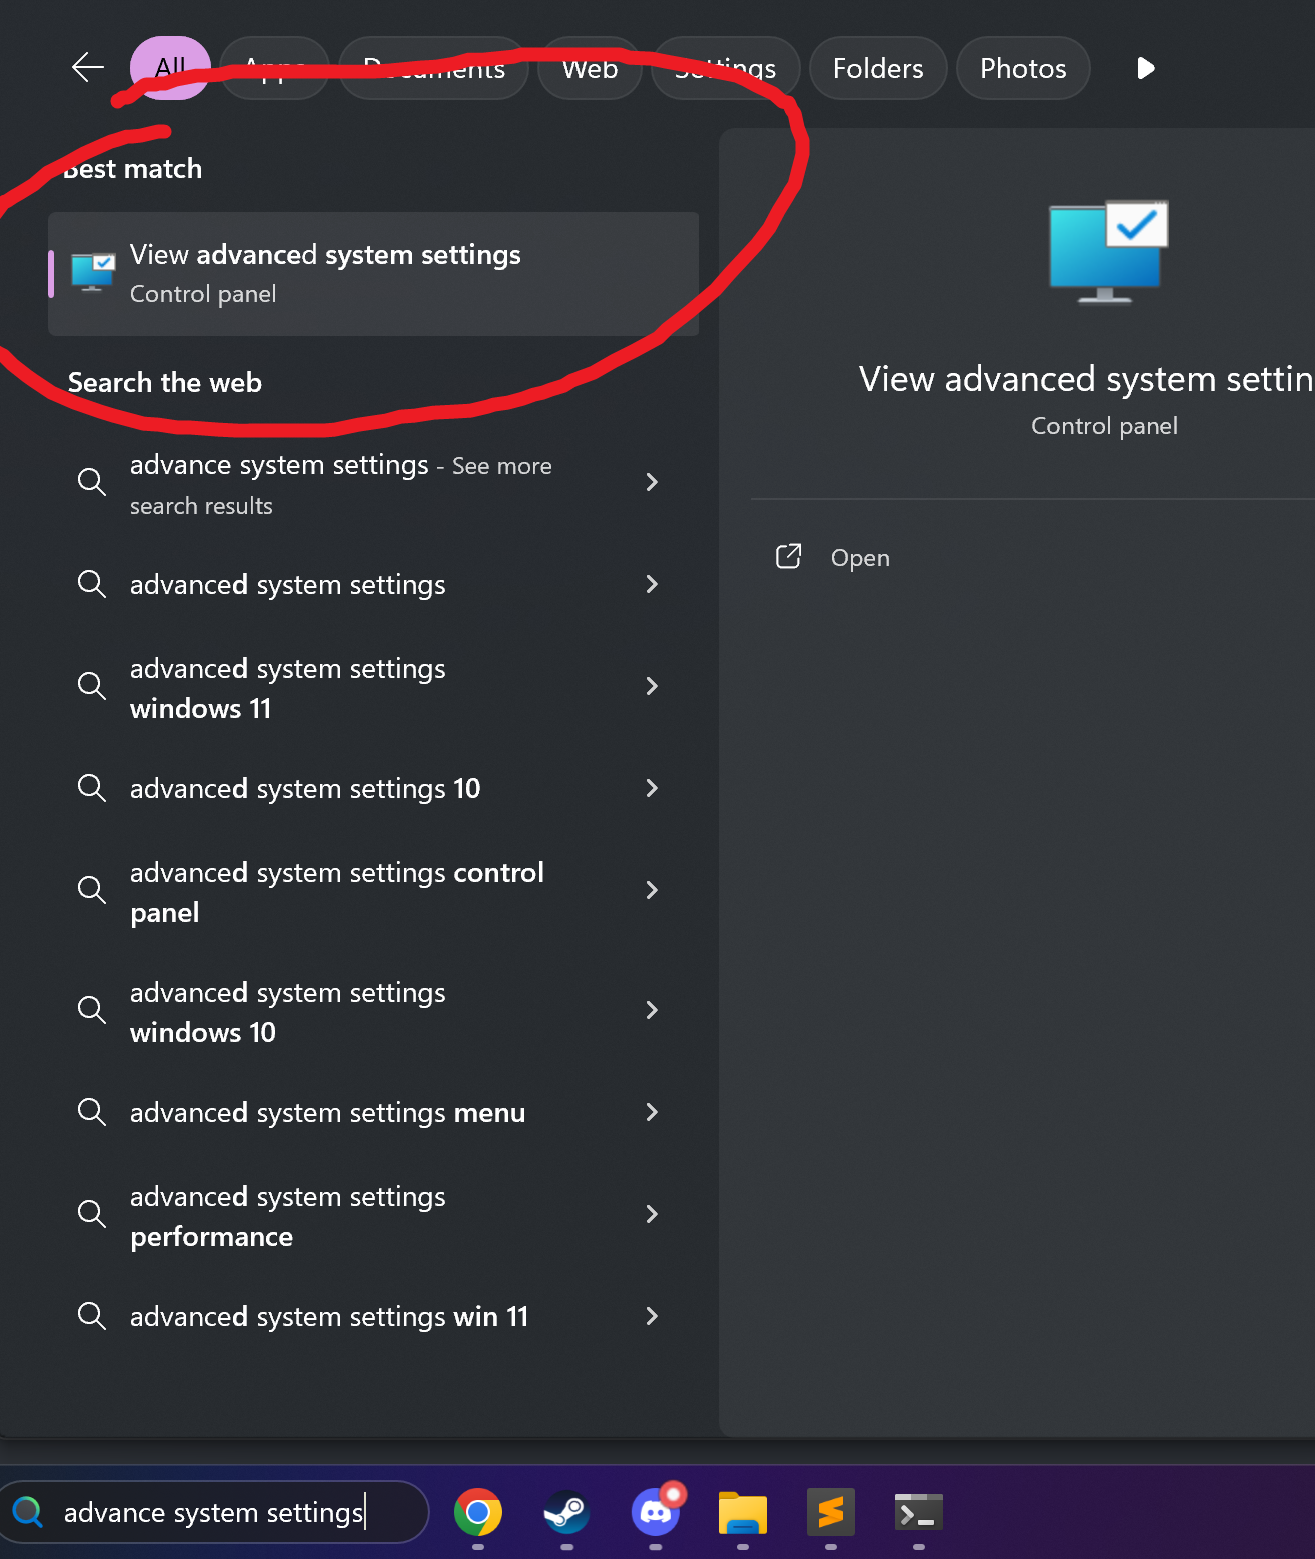 All Apps Documents Web Settings Folders Photos
Best match
View advanced system settings
Control panel
Search the web
advance system settings - See more
search results
advanced system settings
advanced system settings
windows 11
advanced system settings 10
advanced system settings control
panel
advanced system settings
windows 10
advanced system settings menu
advanced system settings
performance
advanced system settings win 11
View advanced system settin
Control panel
Open
advance system settings